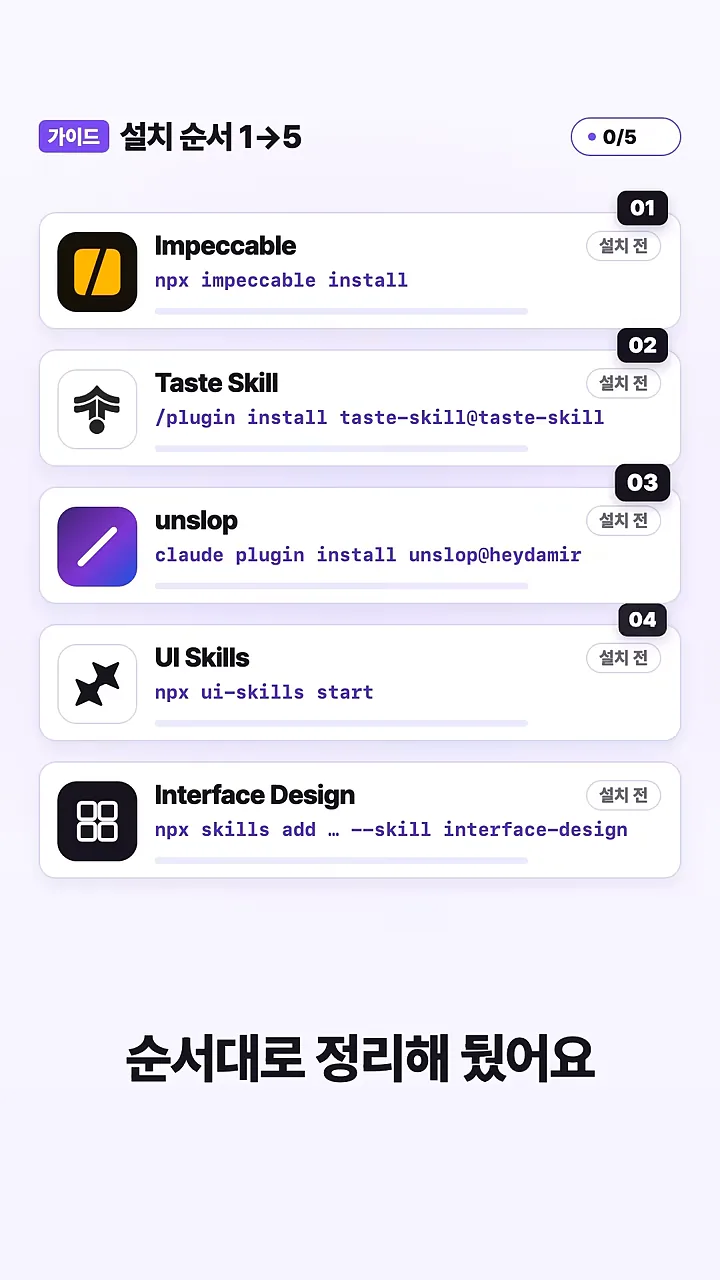 가이드 설치 순서 1→5
0/5
01
Impeccable
설치 전
npx impeccable install
02
Taste Skill
설치 전
/plugin install taste-skill@taste-skill
03
unslop
설치 전
claude plugin install unslop@heydamir
04
UI Skills
설치 전
npx ui-skills start
Interface Design
설치 전
npx skills add … --skill interface-design
순서대로 정리해 뒀어요